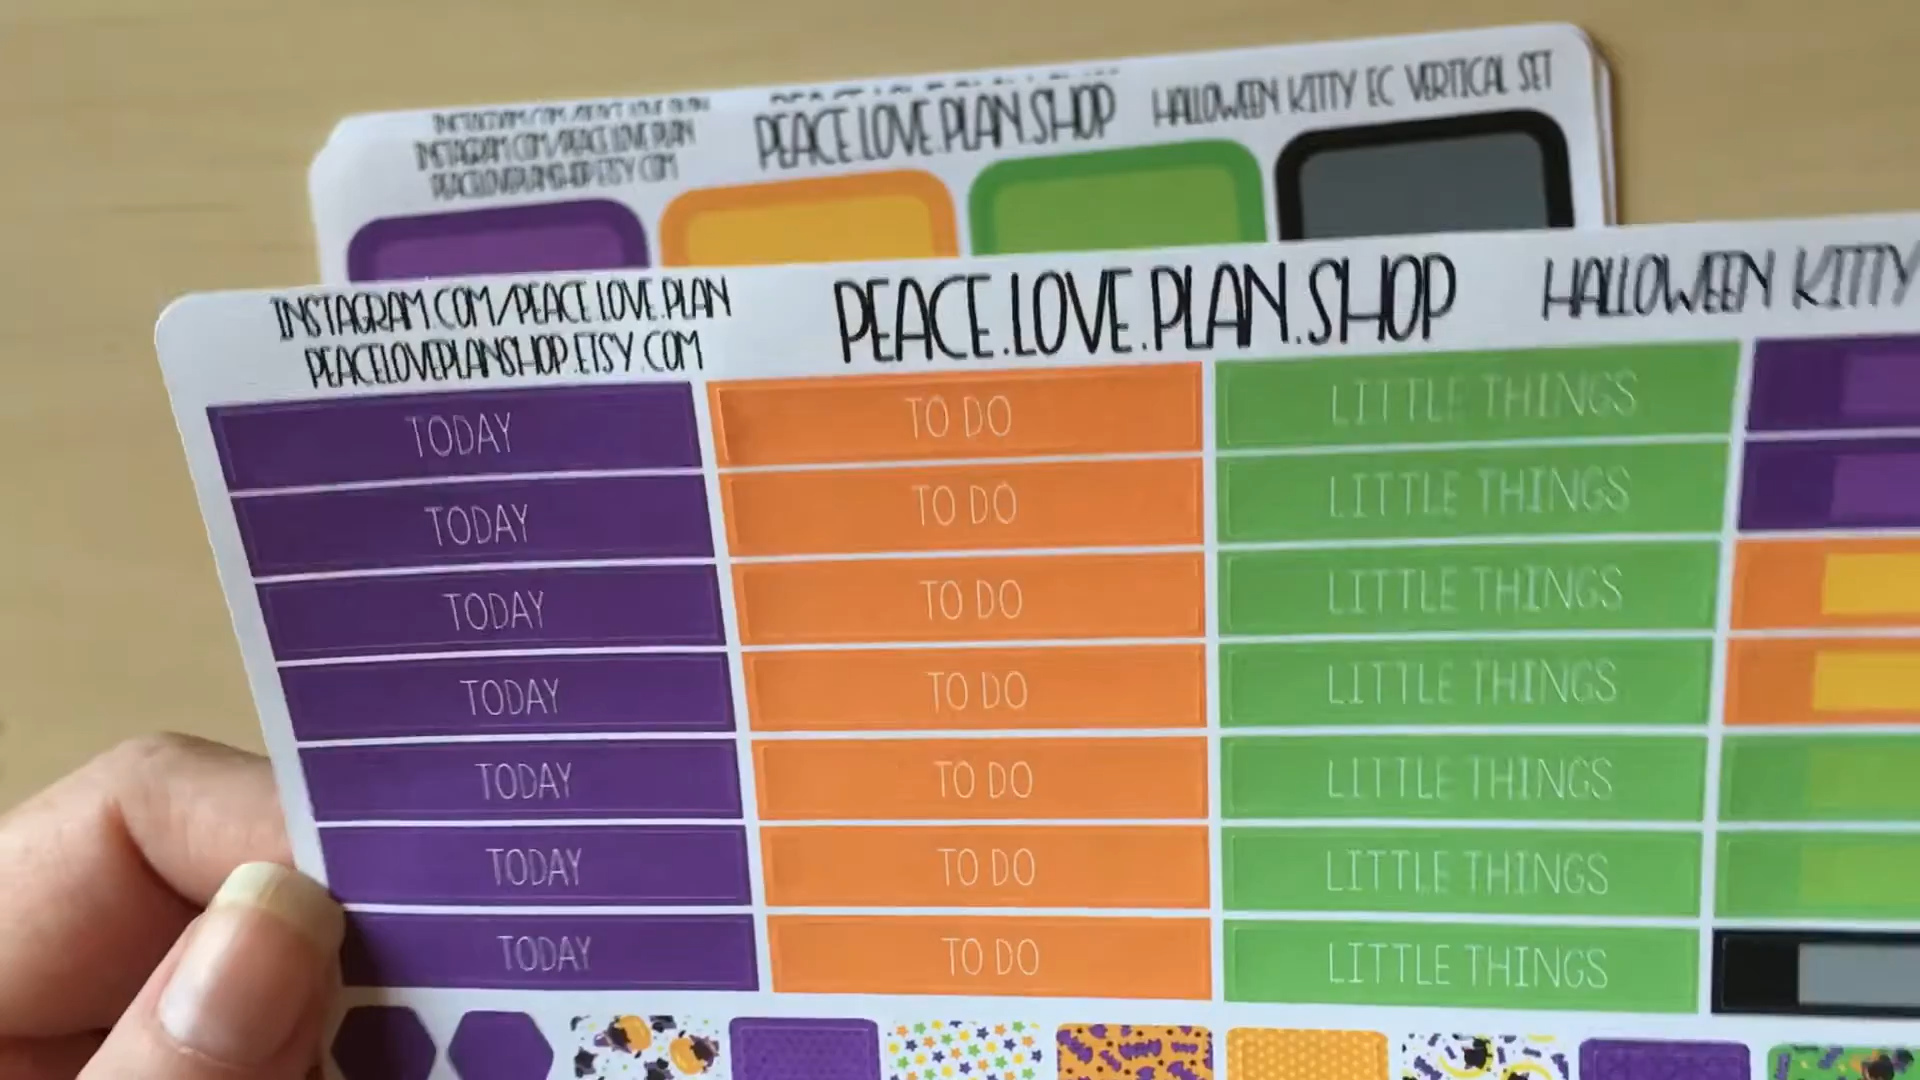 INSTAGRAM.COM/PEACE.LOVE.PLAN
PEACELOVEPLANSHOP.ETSY.COM
PEACE.LOVE.PLAN.SHOP
HALLOWEEN KITTY EC VERTICAL SET
INSTAGRAM.COM/PEACE.LOVE.PLAN
PEACELOVEPLANSHOP.ETSY.COM
PEACE.LOVE.PLAN.SHOP
HALLOWEEN KITTY
TODAY TO DO LITTLE THINGS
TODAY TO DO LITTLE THINGS
TODAY TO DO LITTLE THINGS
TODAY TO DO LITTLE THINGS
TODAY TO DO LITTLE THINGS
TODAY TO DO LITTLE THINGS
TODAY TO DO LITTLE THINGS